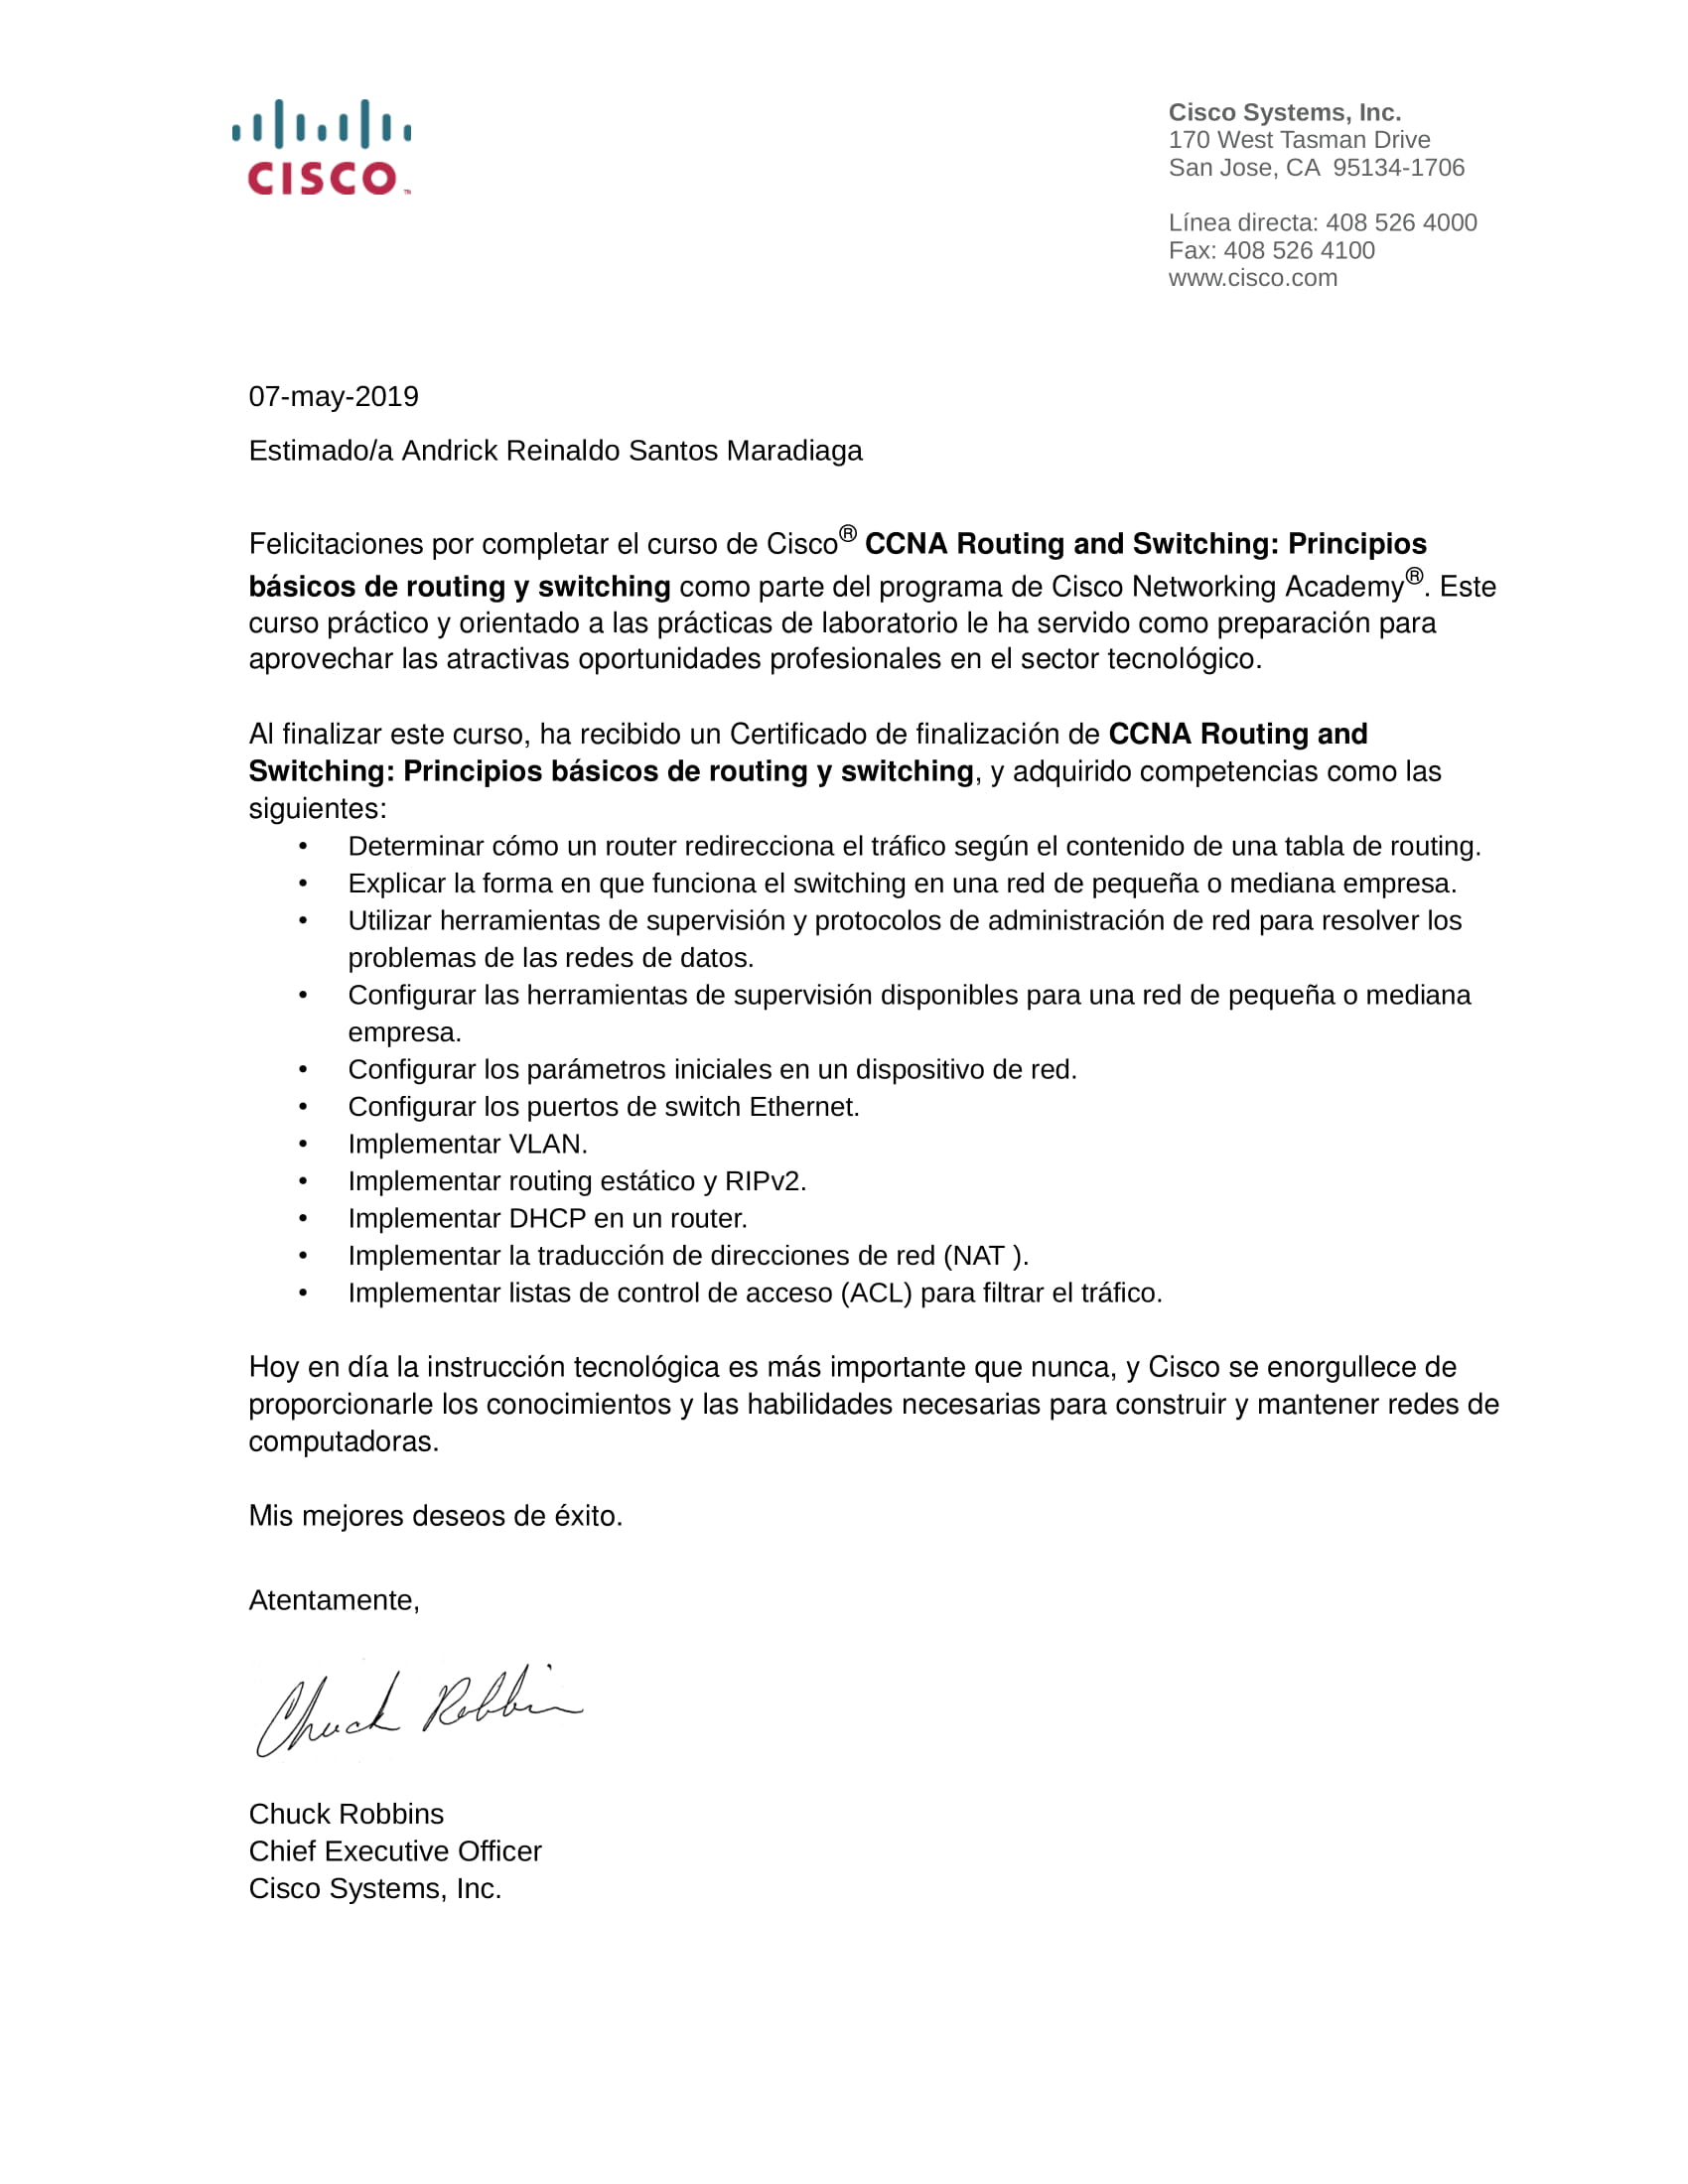 CISCO™
Cisco Systems, Inc.
170 West Tasman Drive
San Jose, CA 95134-1706
Línea directa: 408 526 4000
Fax: 408 526 4100
www.cisco.com
07-may-2019
Estimado/a Andrick Reinaldo Santos Maradiaga
Felicitaciones por completar el curso de Cisco® CCNA Routing and Switching: Principios
básicos de routing y switching como parte del programa de Cisco Networking Academy®. Este
curso práctico y orientado a las prácticas de laboratorio le ha servido como preparación para
aprovechar las atractivas oportunidades profesionales en el sector tecnológico.
Al finalizar este curso, ha recibido un Certificado de finalización de CCNA Routing and
Switching: Principios básicos de routing y switching, y adquirido competencias como las
siguientes:
• Determinar cómo un router redirecciona el tráfico según el contenido de una tabla de routing.
• Explicar la forma en que funciona el switching en una red de pequeña o mediana empresa.
• Utilizar herramientas de supervisión y protocolos de administración de red para resolver los
problemas de las redes de datos.
• Configurar las herramientas de supervisión disponibles para una red de pequeña o mediana
empresa.
• Configurar los parámetros iniciales en un dispositivo de red.
• Configurar los puertos de switch Ethernet.
• Implementar VLAN.
• Implementar routing estático y RIPv2.
• Implementar DHCP en un router.
• Implementar la traducción de direcciones de red (NAT ).
• Implementar listas de control de acceso (ACL) para filtrar el tráfico.
Hoy en día la instrucción tecnológica es más importante que nunca, y Cisco se enorgullece de
proporcionarle los conocimientos y las habilidades necesarias para construir y mantener redes de
computadoras.
Mis mejores deseos de éxito.
Atentamente,
Chuck Robbins
Chuck Robbins
Chief Executive Officer
Cisco Systems, Inc.